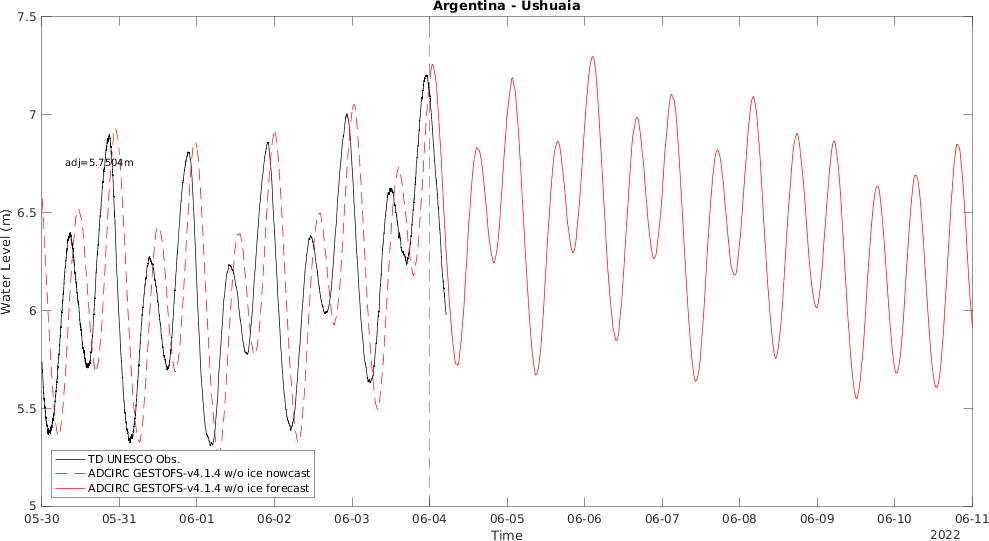 Argentina - Ushuaia
7.5
7
6.5
6
5.5
5
Water Level (m)
adj=5.7504m
TD UNESCO Obs.
ADCIRC GESTOFS-v4.1.4 w/o ice nowcast
ADCIRC GESTOFS-v4.1.4 w/o ice forecast
05-30 05-31 06-01 06-02 06-03 06-04 06-05 06-06 06-07 06-08 06-09 06-10 06-11
Time
2022